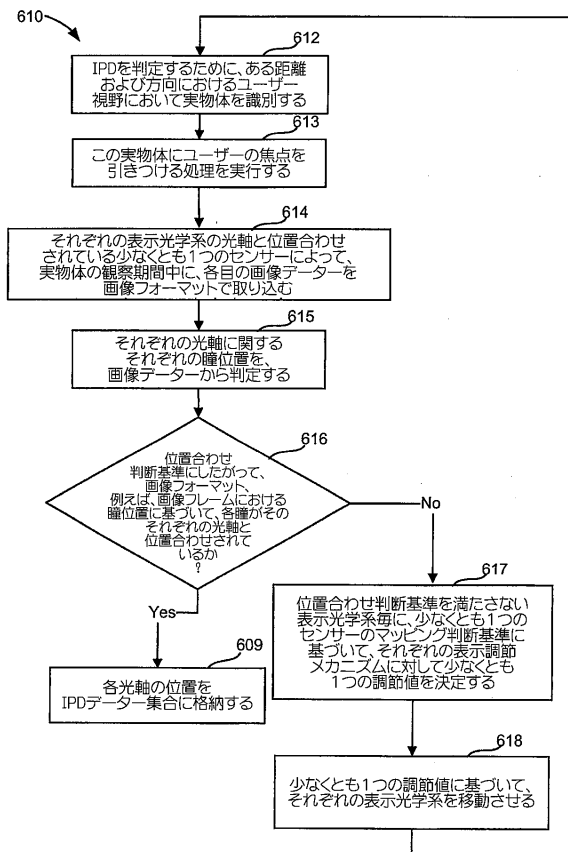 610
612
IPDを判定するために、ある距離
および方向におけるユーザー
視野において実物体を識別する
613
この実物体にユーザーの焦点を
引きつける処理を実行する
614
それぞれの表示光学系の光軸と位置合わせ
されている少なくとも1つのセンサーによって、
実物体の観察期間中に、各目の画像データーを
画像フォーマットで取り込む
615
それぞれの光軸に関する
それぞれの瞳位置を、
画像データーから判定する
616
位置合わせ
判断基準にしたがって、
画像フォーマット、
例えば、画像フレームにおける
瞳位置に基づいて、各瞳がその
それぞれの光軸と
位置合わせされて
いるか
?
No
Yes
617
位置合わせ判断基準を満たさない
表示光学系毎に、少なくとも1つの
センサーのマッピング判断基準に
基づいて、それぞれの表示調節
メカニズムに対して少なくとも
1つの調節値を決定する
609
各光軸の位置を
IPDデーター集合に格納する
618
少なくとも1つの調節値に基づいて、
それぞれの表示光学系を移動させる